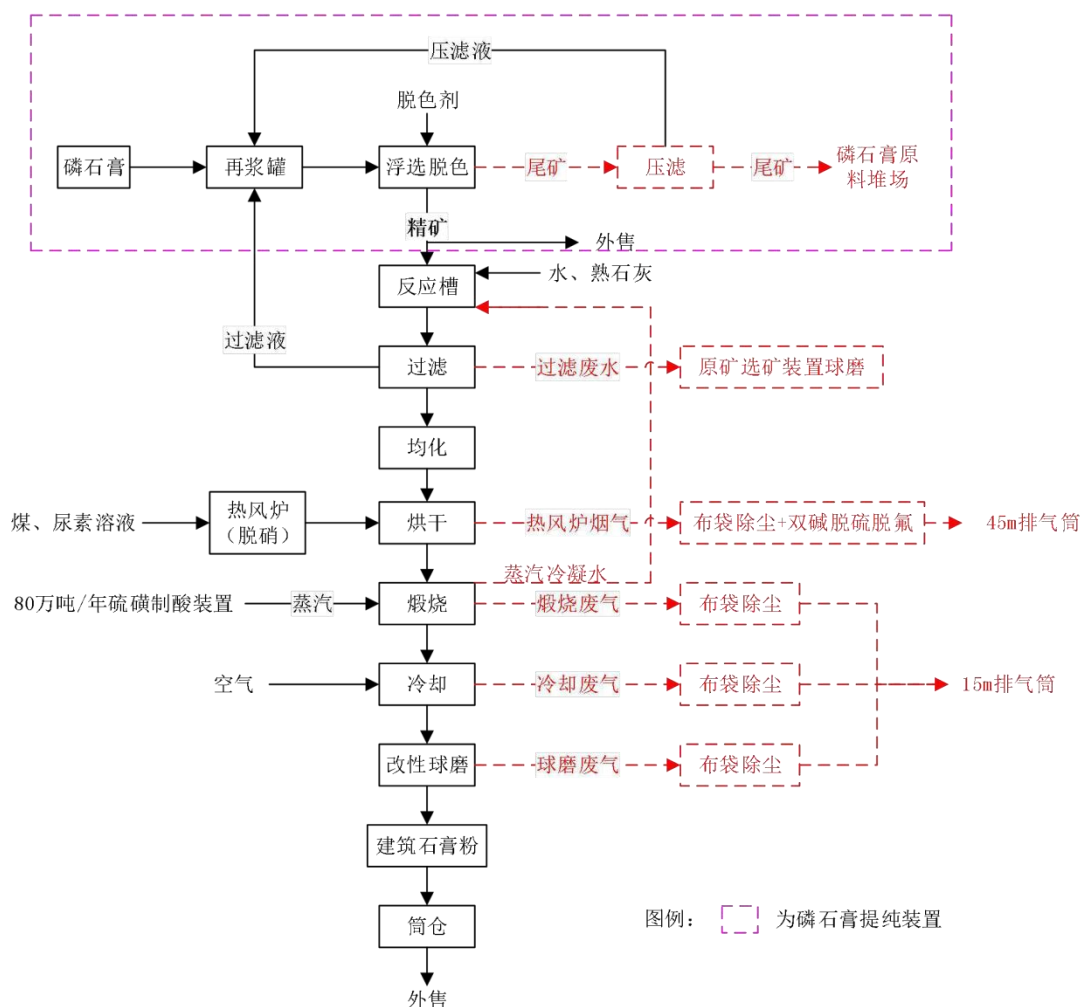 压滤液
脱色剂
磷石膏
再浆罐
浮选脱色
尾矿
压滤
尾矿
磷石膏原
料堆场
精矿
外售
水、熟石灰
反应槽
过滤液
过滤
过滤废水
原矿选矿装置球磨
均化
煤、尿素溶液
热风炉
（脱硝）
烘干
热风炉烟气
布袋除尘+双碱脱硫脱氟
45m排气筒
蒸汽冷凝水
80万吨/年硫磺制酸装置
蒸汽
煅烧
煅烧废气
布袋除尘
空气
冷却
冷却废气
布袋除尘
15m排气筒
改性球磨
球磨废气
布袋除尘
建筑石膏粉
筒仓
图例：
为磷石膏提纯装置
外售